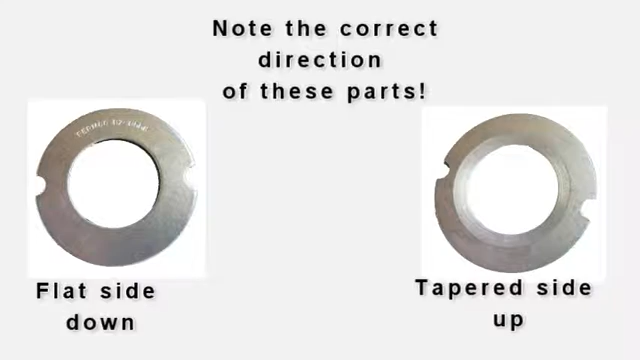 Note the correct
direction
of these parts!
Flat side
down
Tapered side
up